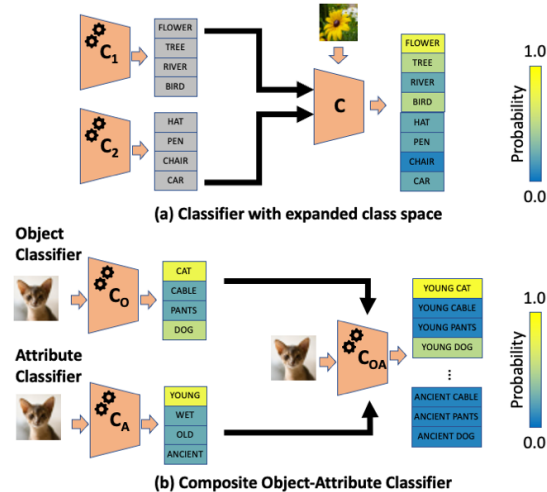 C1
FLOWER
TREE
RIVER
BIRD
C2
HAT
PEN
CHAIR
CAR
C
FLOWER
TREE
RIVER
BIRD
HAT
PEN
CHAIR
CAR
1.0
Probability
0.0
(a) Classifier with expanded class space
Object
Classifier
CO
CAT
CABLE
PANTS
DOG
Attribute
Classifier
CA
YOUNG
WET
OLD
ANCIENT
COA
YOUNG CAT
YOUNG CABLE
YOUNG PANTS
YOUNG DOG
...
ANCIENT CABLE
ANCIENT PANTS
ANCIENT DOG
1.0
Probability
0.0
(b) Composite Object-Attribute Classifier